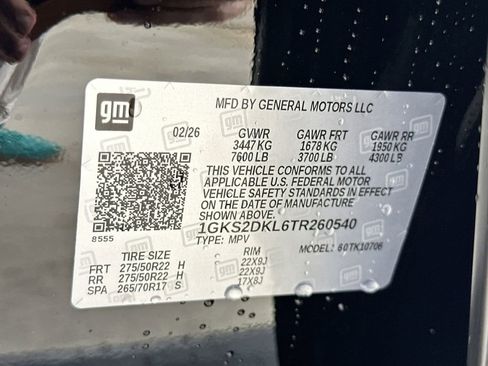 gm
MFD BY GENERAL MOTORS LLC
02/26 GVWR GAWR FRT GAWR RR
3447 KG 1678 KG 1950 KG
7600 LB 3700 LB 4300 LB
THIS VEHICLE CONFORMS TO ALL
APPLICABLE U.S. FEDERAL MOTOR
VEHICLE SAFETY STANDARDS IN EFFECT
ON THE DATE OF MANUFACTURE
SHOWN ABOVE.
8555
1GKS2DKL6TR260540
TYPE: MPV MODEL: 60TK10706
TIRE SIZE RIM
FRT 275/50R22 H 22X9J
RR 275/50R22 H 22X9J
SPA 265/70R17 S 17X8J